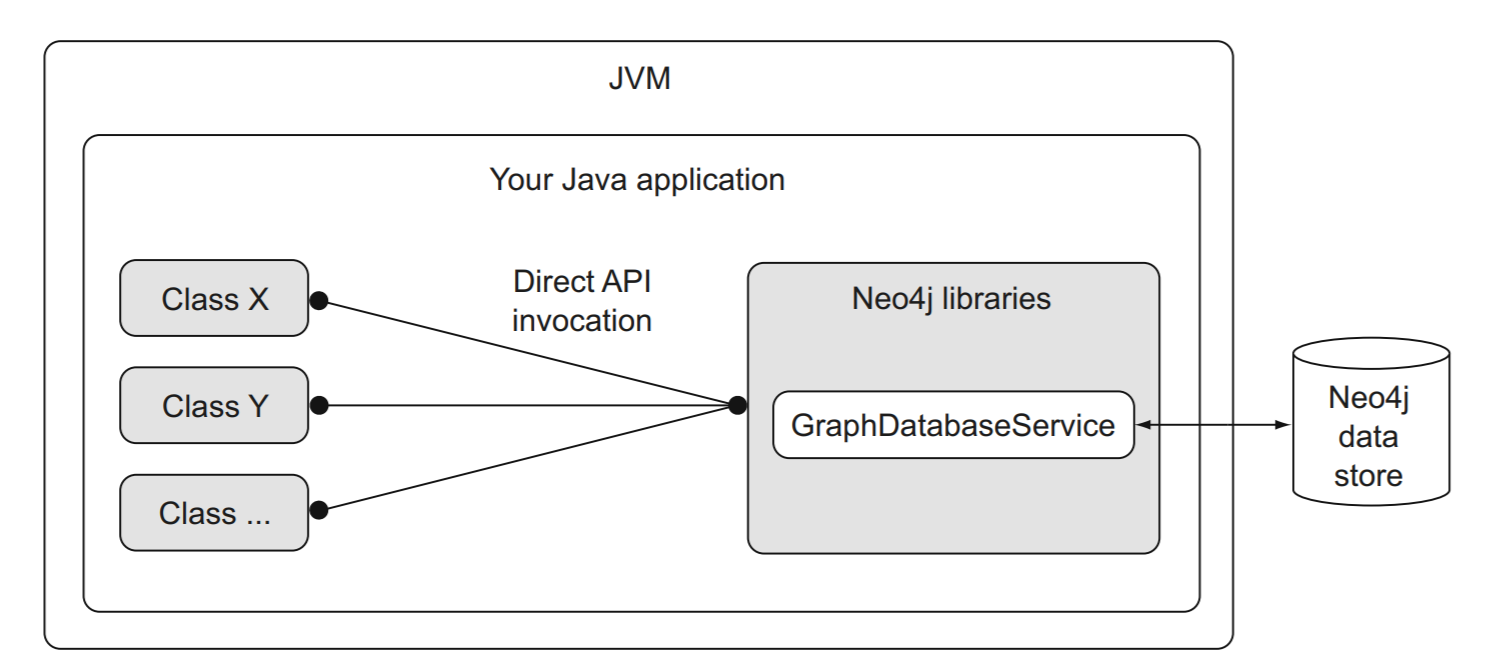 JVM
Your Java application
Class X
Direct API
invocation
Neo4j libraries
Class Y
GraphDatabaseService
Neo4j
data
store
Class ...